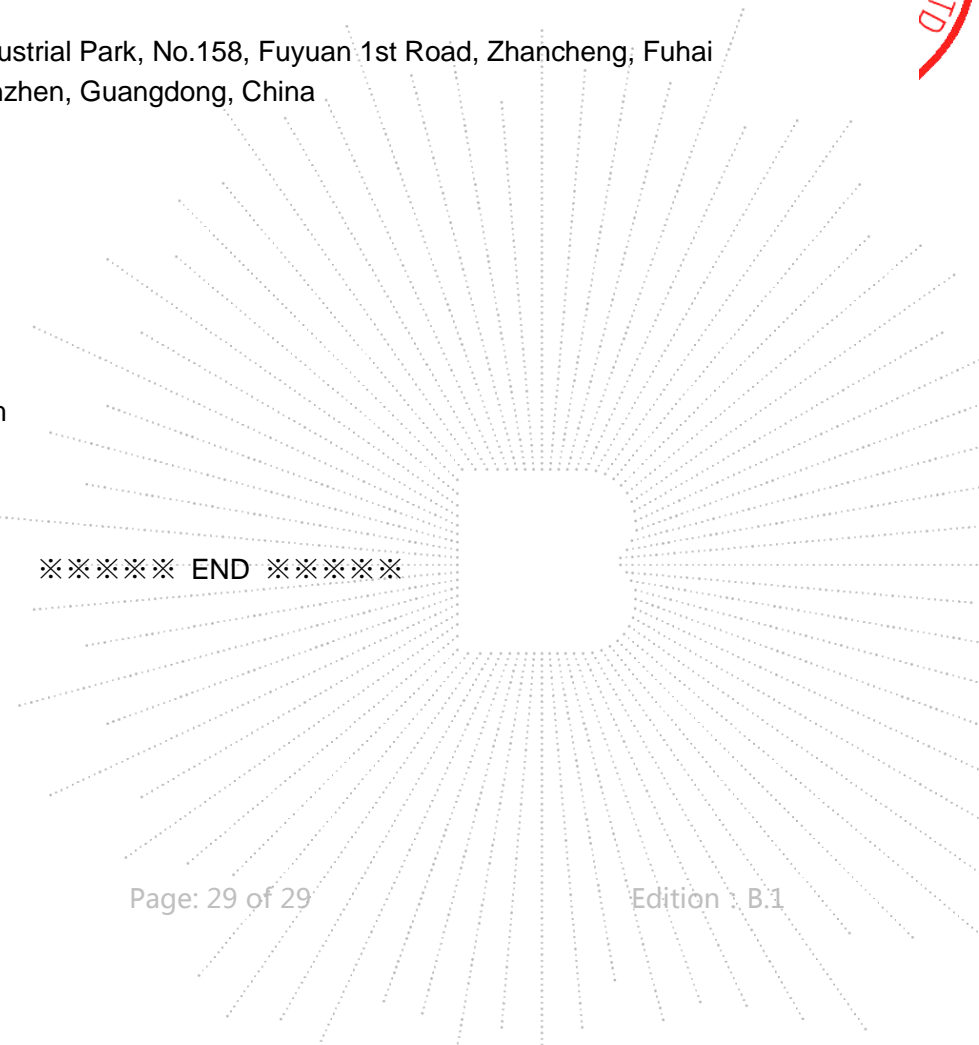 TD
ustrial Park, No.158, Fuyuan 1st Road, Zhancheng, Fuhai
nzhen, Guangdong, China
n
※※※※※ END ※※※※※
Page: 29 of 29 Edition : B.1